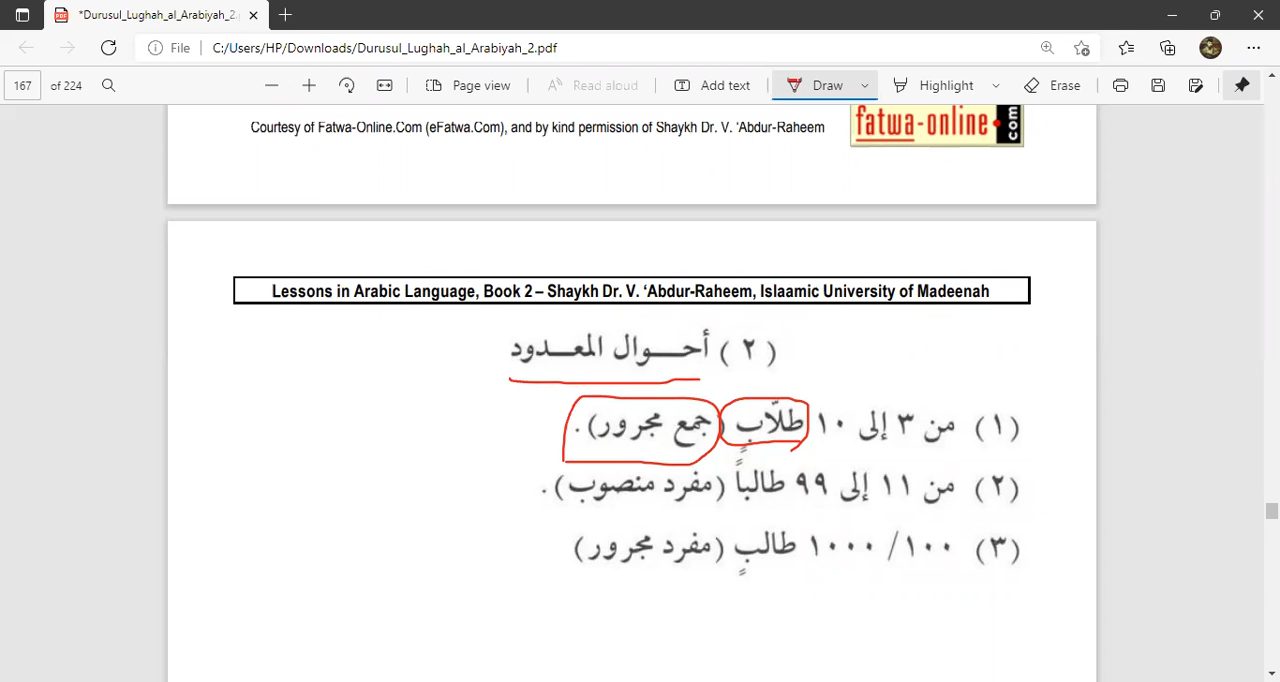 *Durusul_Lughah_al_Arabiyah_2.p
File C:/Users/HP/Downloads/Durusul_Lughah_al_Arabiyah_2.pdf
167 of 224 Page view Read aloud Add text Draw Highlight Erase
Courtesy of Fatwa-Online.Com (eFatwa.Com), and by kind permission of Shaykh Dr. V. ‘Abdur-Raheem
fatwa-online.com
Lessons in Arabic Language, Book 2 – Shaykh Dr. V. ‘Abdur-Raheem, Islaamic University of Madeenah
( ٢ ) أحـــوال المعـــدود
(١) من ٣ إلى ١٠ طلّابٍ (جمع مجرور).
(٢) من ١١ إلى ٩٩ طالباً (مفرد منصوب).
(٣) ١٠٠/ ١٠٠٠ طالبٍ (مفرد مجرور)